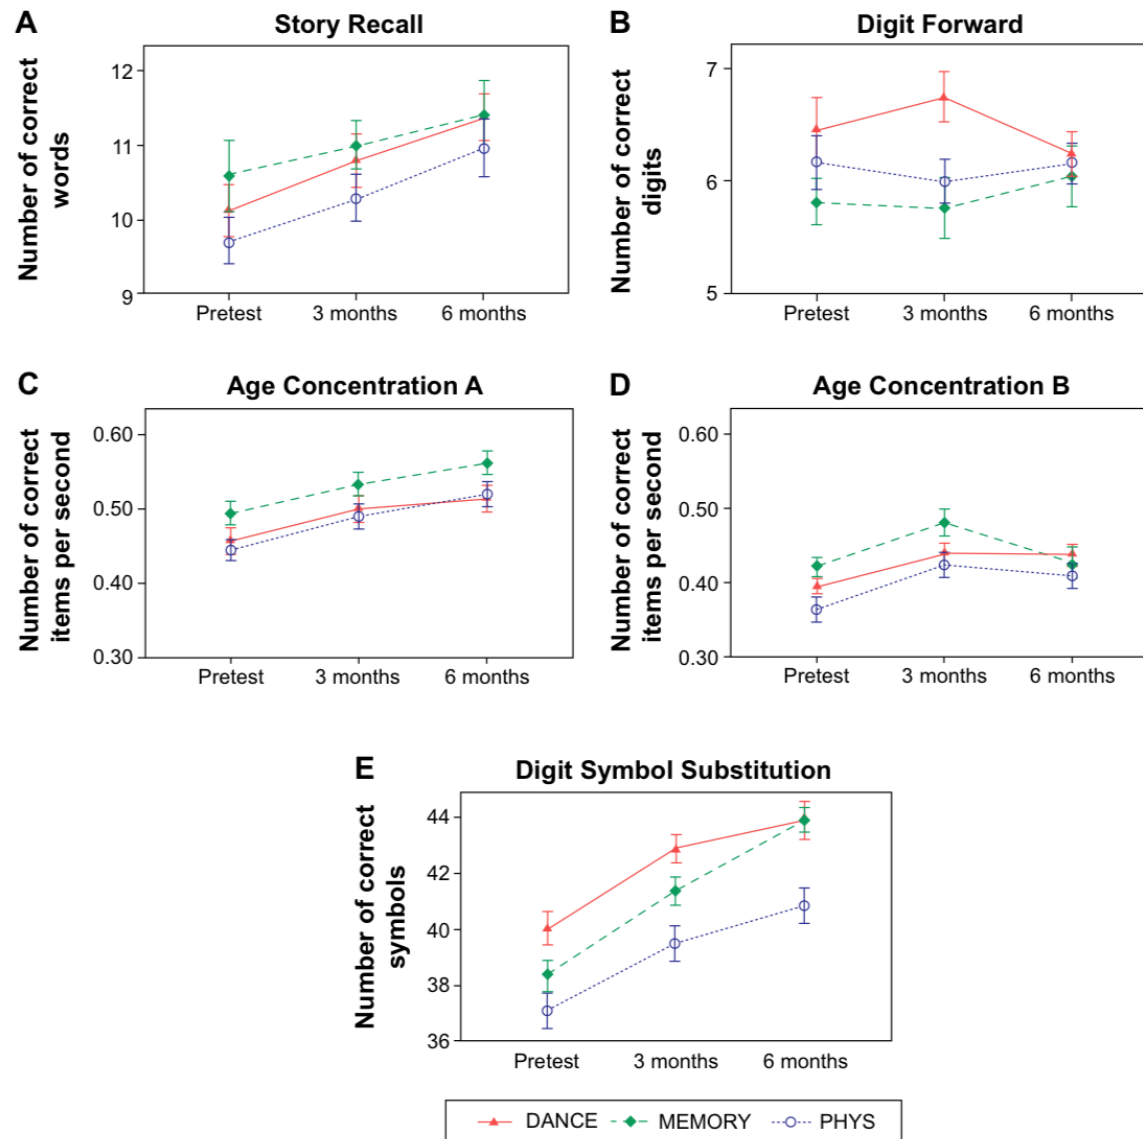 A Story Recall
Number of correct
words
12
11
10
9
Pretest 3 months 6 months
B Digit Forward
Number of correct
digits
7
6
5
Pretest 3 months 6 months
C Age Concentration A
Number of correct
items per second
0.60
0.50
0.40
0.30
Pretest 3 months 6 months
D Age Concentration B
Number of correct
items per second
0.60
0.50
0.40
0.30
Pretest 3 months 6 months
E Digit Symbol Substitution
Number of correct
symbols
44
42
40
38
36
Pretest 3 months 6 months
DANCE MEMORY PHYS